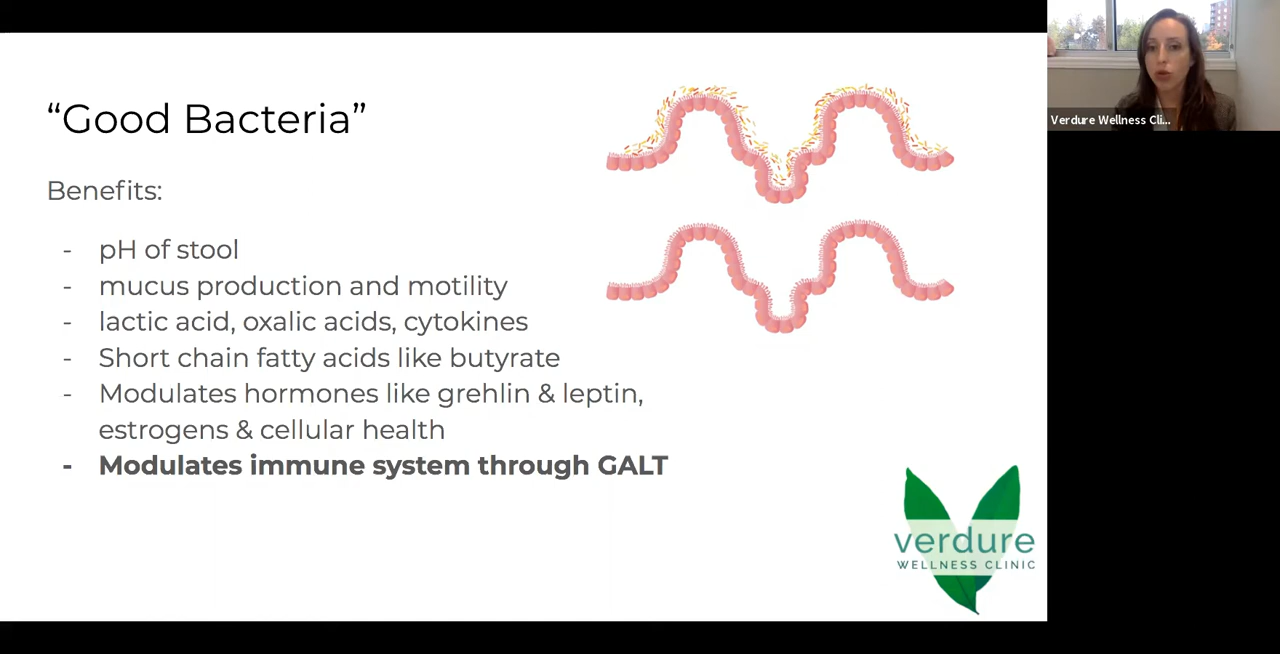 “Good Bacteria”
Benefits:
- pH of stool
- mucus production and motility
- lactic acid, oxalic acids, cytokines
- Short chain fatty acids like butyrate
- Modulates hormones like grehlin & leptin,
estrogens & cellular health
- Modulates immune system through GALT
verdure
WELLNESS CLINIC
Verdure Wellness Cli...